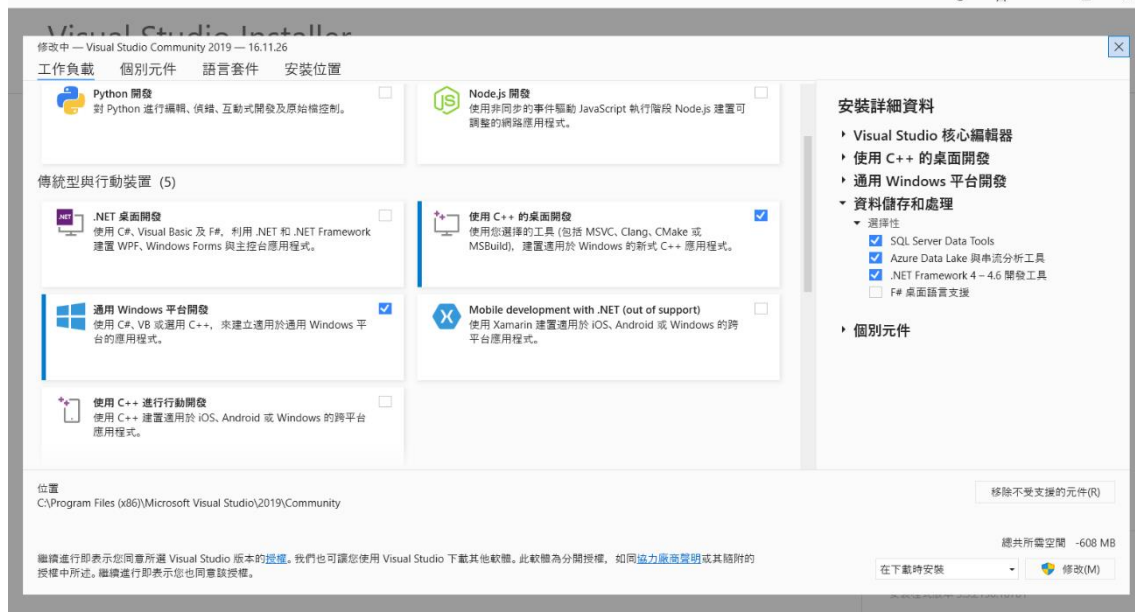 Visual Studio Installer
修改中 — Visual Studio Community 2019 — 16.11.26
工作負載 個別元件 語言套件 安裝位置
Python 開發
對 Python 進行編輯、偵錯、互動式開發及原始檔控制。
Node.js 開發
使用非同步的事件驅動 JavaScript 執行階段 Node.js 建置可
調整的網路應用程式。
傳統型與行動裝置 (5)
.NET 桌面開發
使用 C#、Visual Basic 及 F#，利用 .NET 和 .NET Framework
建置 WPF、Windows Forms 與主控台應用程式。
使用 C++ 的桌面開發
使用您選擇的工具 (包括 MSVC、Clang、CMake 或
MSBuild)，建置適用於 Windows 的新式 C++ 應用程式。
通用 Windows 平台開發
使用 C#、VB 或選用 C++，來建立適用於通用 Windows 平
台的應用程式。
Mobile development with .NET (out of support)
使用 Xamarin 建置適用於 iOS、Android 或 Windows 的跨
平台應用程式。
使用 C++ 進行行動開發
使用 C++ 建置適用於 iOS、Android 或 Windows 的跨平台
應用程式。
安裝詳細資料
Visual Studio 核心編輯器
使用 C++ 的桌面開發
通用 Windows 平台開發
資料儲存和處理
選擇性
SQL Server Data Tools
Azure Data Lake 與串流分析工具
.NET Framework 4 – 4.6 開發工具
F# 桌面語言支援
個別元件
位置
C:\Program Files (x86)\Microsoft Visual Studio\2019\Community
移除不受支援的元件(R)
繼續進行即表示您同意所選 Visual Studio 版本的授權。我們也可讓您使用 Visual Studio 下載其他軟體。此軟體為分開授權，如同協力廠商聲明或其隨附的
授權中所述。繼續進行即表示您也同意該授權。
總共所需空間 -608 MB
在下載時安裝
修改(M)